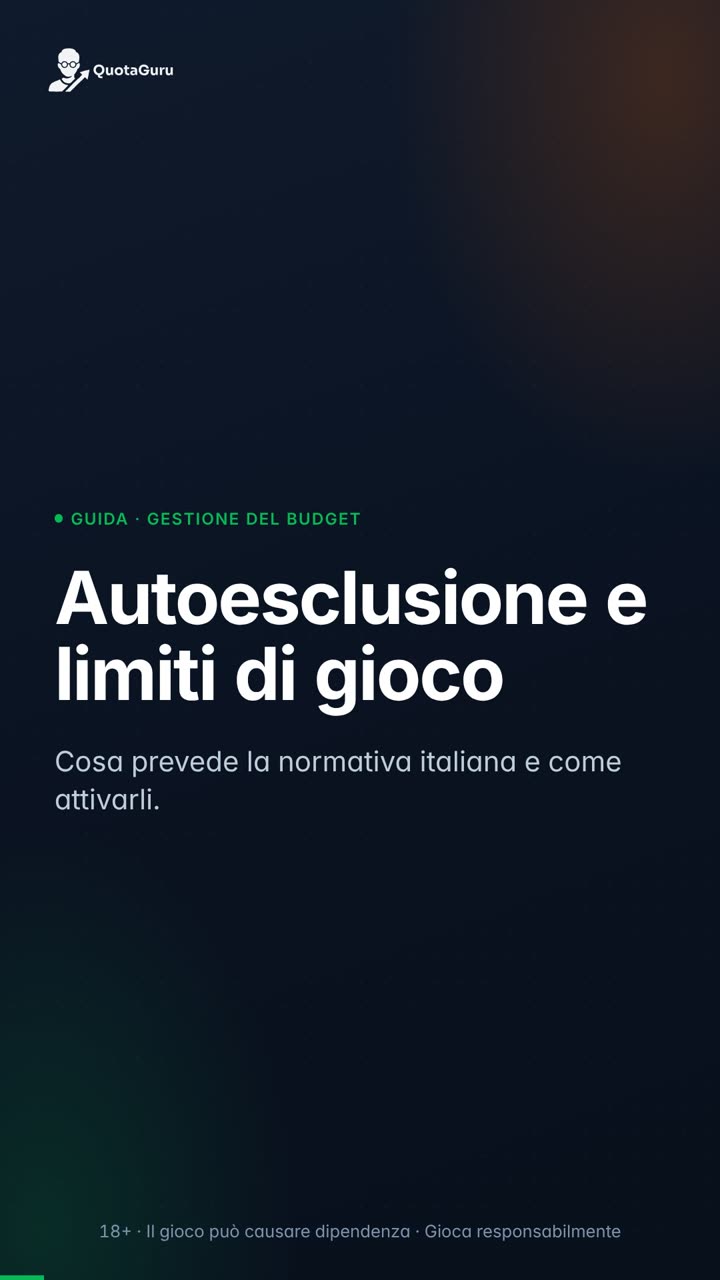 QuotaGuru
GUIDA · GESTIONE DEL BUDGET
Autoesclusione e
limiti di gioco
Cosa prevede la normativa italiana e come
attivarli.
18+ · Il gioco può causare dipendenza · Gioca responsabilmente